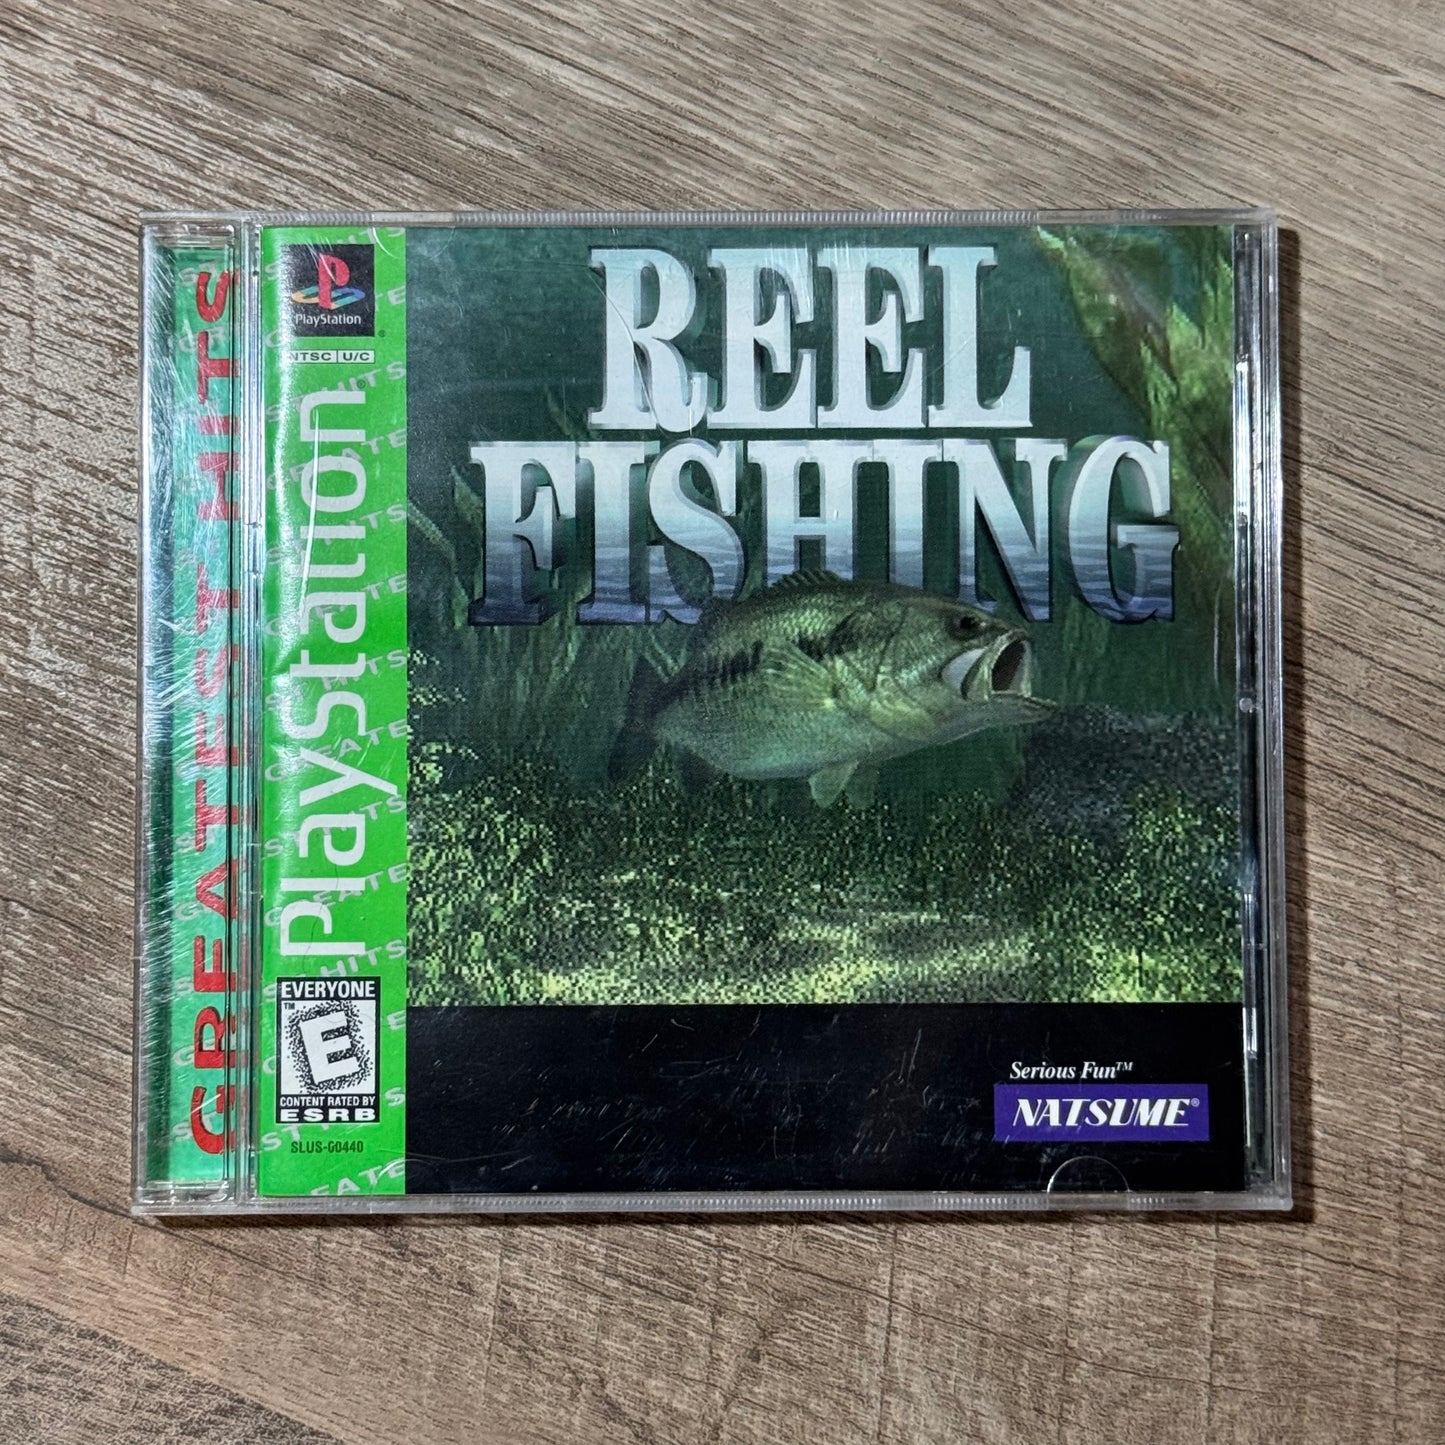 GREATEST HITS
PlayStation
NTSC U/C
PlayStation
EVERYONE
E
CONTENT RATED BY
ESRB
SLUS-00440
REEL
FISHING
Serious Fun™
NATSUME®